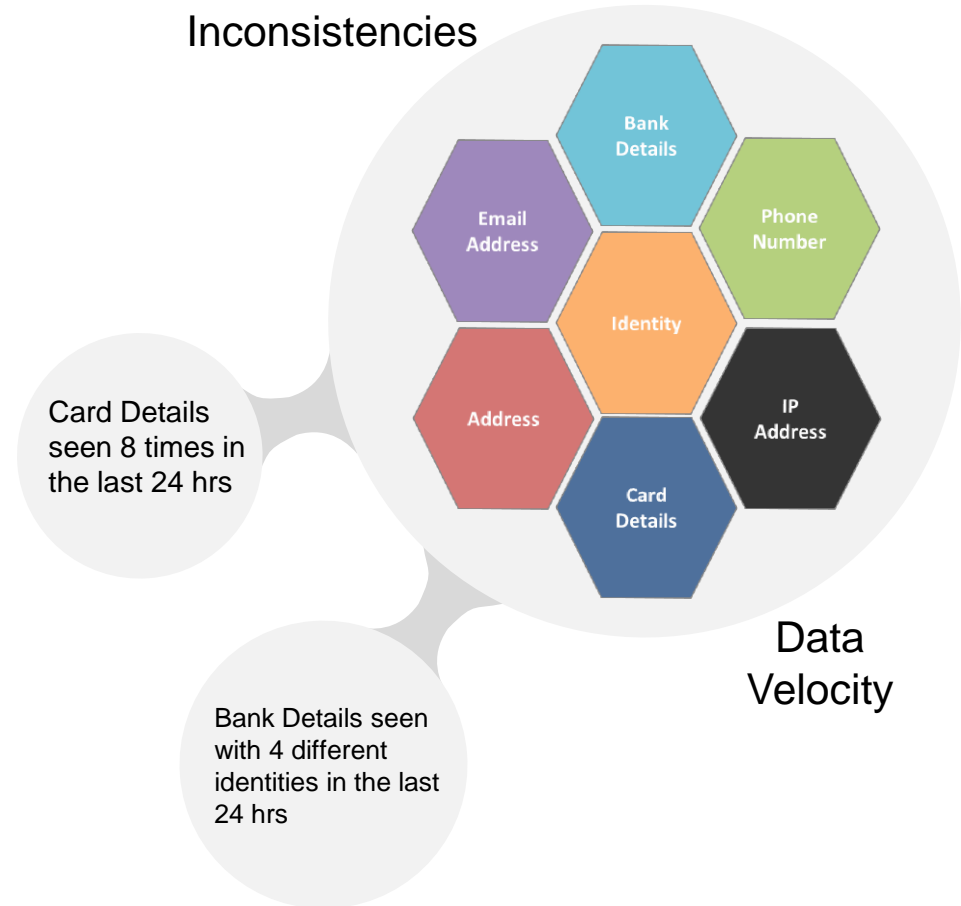 Inconsistencies
Bank
Details
Email
Address
Phone
Number
Identity
Address
IP
Address
Card
Details
Card Details
seen 8 times in
the last 24 hrs
Data
Velocity
Bank Details seen
with 4 different
identities in the last
24 hrs